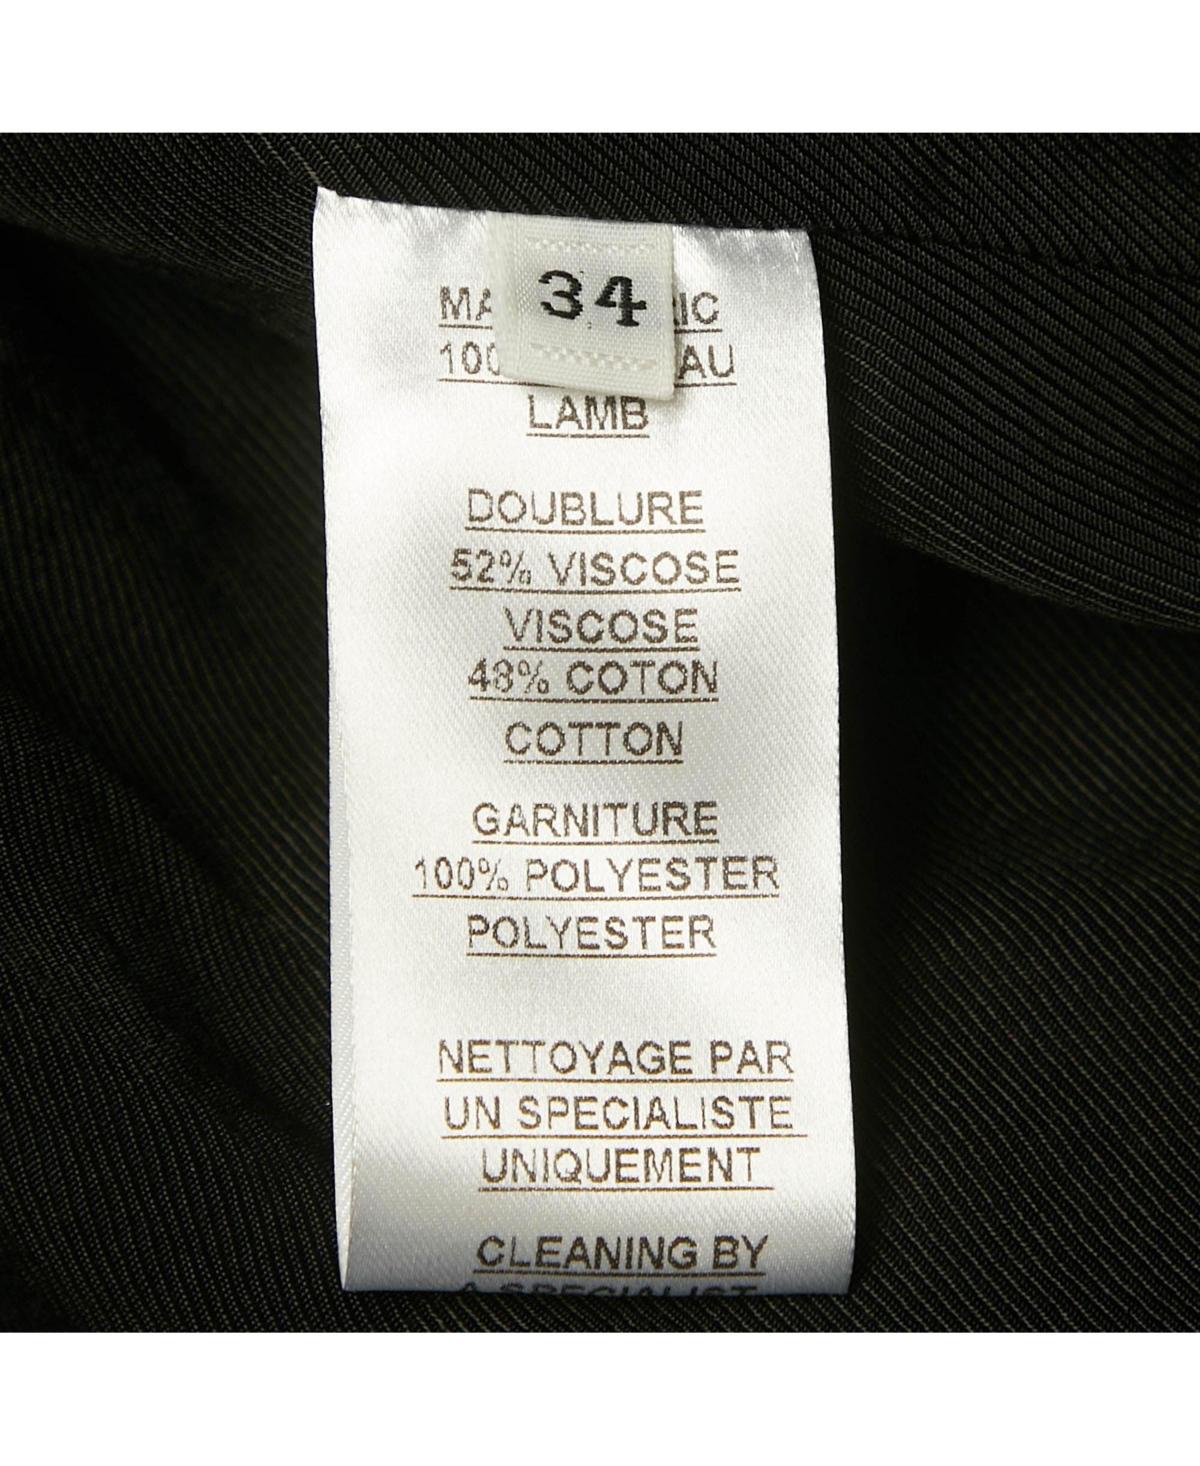 34
LAMB
DOUBLURE
52% VISCOSE
VISCOSE
48% COTON
COTTON
GARNITURE
100% POLYESTER
POLYESTER
NETTOYAGE PAR
UN SPECIALISTE
UNIQUEMENT
CLEANING BY
A SPECIALIST